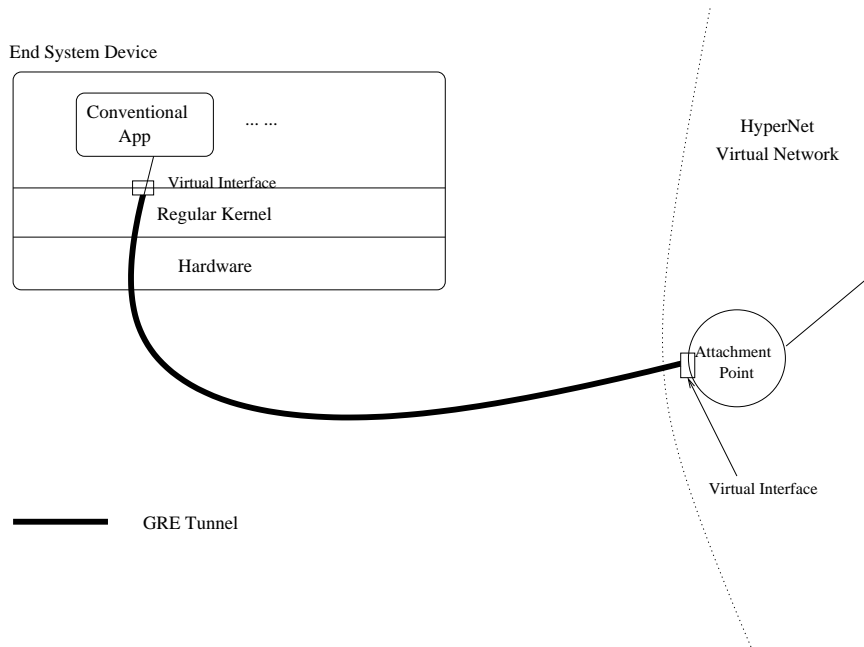 End System Device
Conventional
App
... ...
Virtual Interface
Regular Kernel
Hardware
HyperNet
Virtual Network
Attachment
Point
Virtual Interface
GRE Tunnel